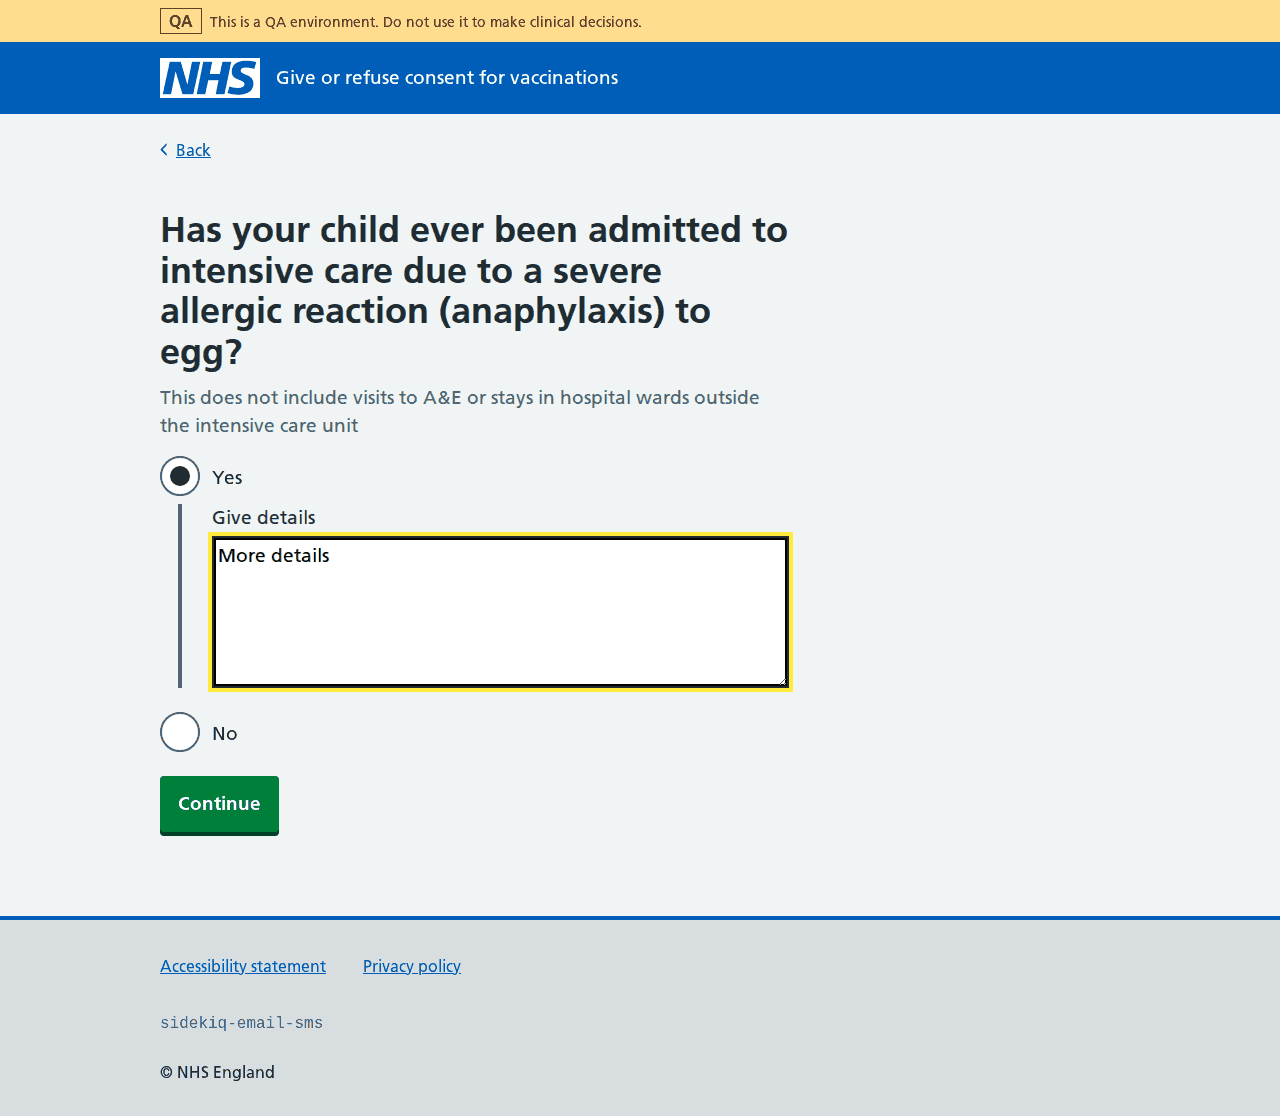 QA This is a QA environment. Do not use it to make clinical decisions.
NHS Give or refuse consent for vaccinations
Back
Has your child ever been admitted to
intensive care due to a severe
allergic reaction (anaphylaxis) to
egg?
This does not include visits to A&E or stays in hospital wards outside
the intensive care unit
Yes
Give details
More details
No
Continue
Accessibility statement Privacy policy
sidekiq-email-sms
© NHS England